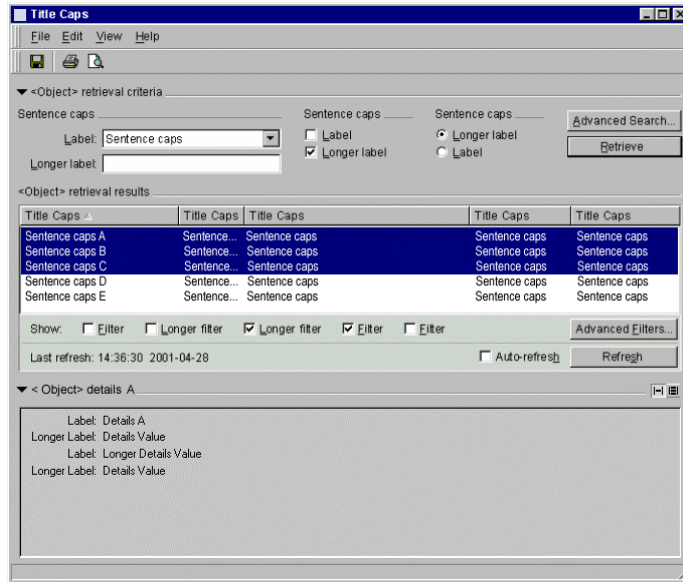 Title Caps
File Edit View Help
<Object> retrieval criteria
Sentence caps Sentence caps Sentence caps
Label: Sentence caps Label Longer label Advanced Search...
Longer label: Longer label Label Retrieve
<Object> retrieval results
Title Caps Title Caps Title Caps Title Caps Title Caps
Sentence caps A Sentence... Sentence caps Sentence caps Sentence caps
Sentence caps B Sentence... Sentence caps Sentence caps Sentence caps
Sentence caps C Sentence... Sentence caps Sentence caps Sentence caps
Sentence caps D Sentence... Sentence caps Sentence caps Sentence caps
Sentence caps E Sentence... Sentence caps Sentence caps Sentence caps
Show: Filter Longer filter Longer filter Filter Filter Advanced Filters...
Last refresh: 14:36:30 2001-04-28 Auto-refresh Refresh
< Object> details A
Label: Details A
Longer Label: Details Value
Label: Longer Details Value
Longer Label: Details Value